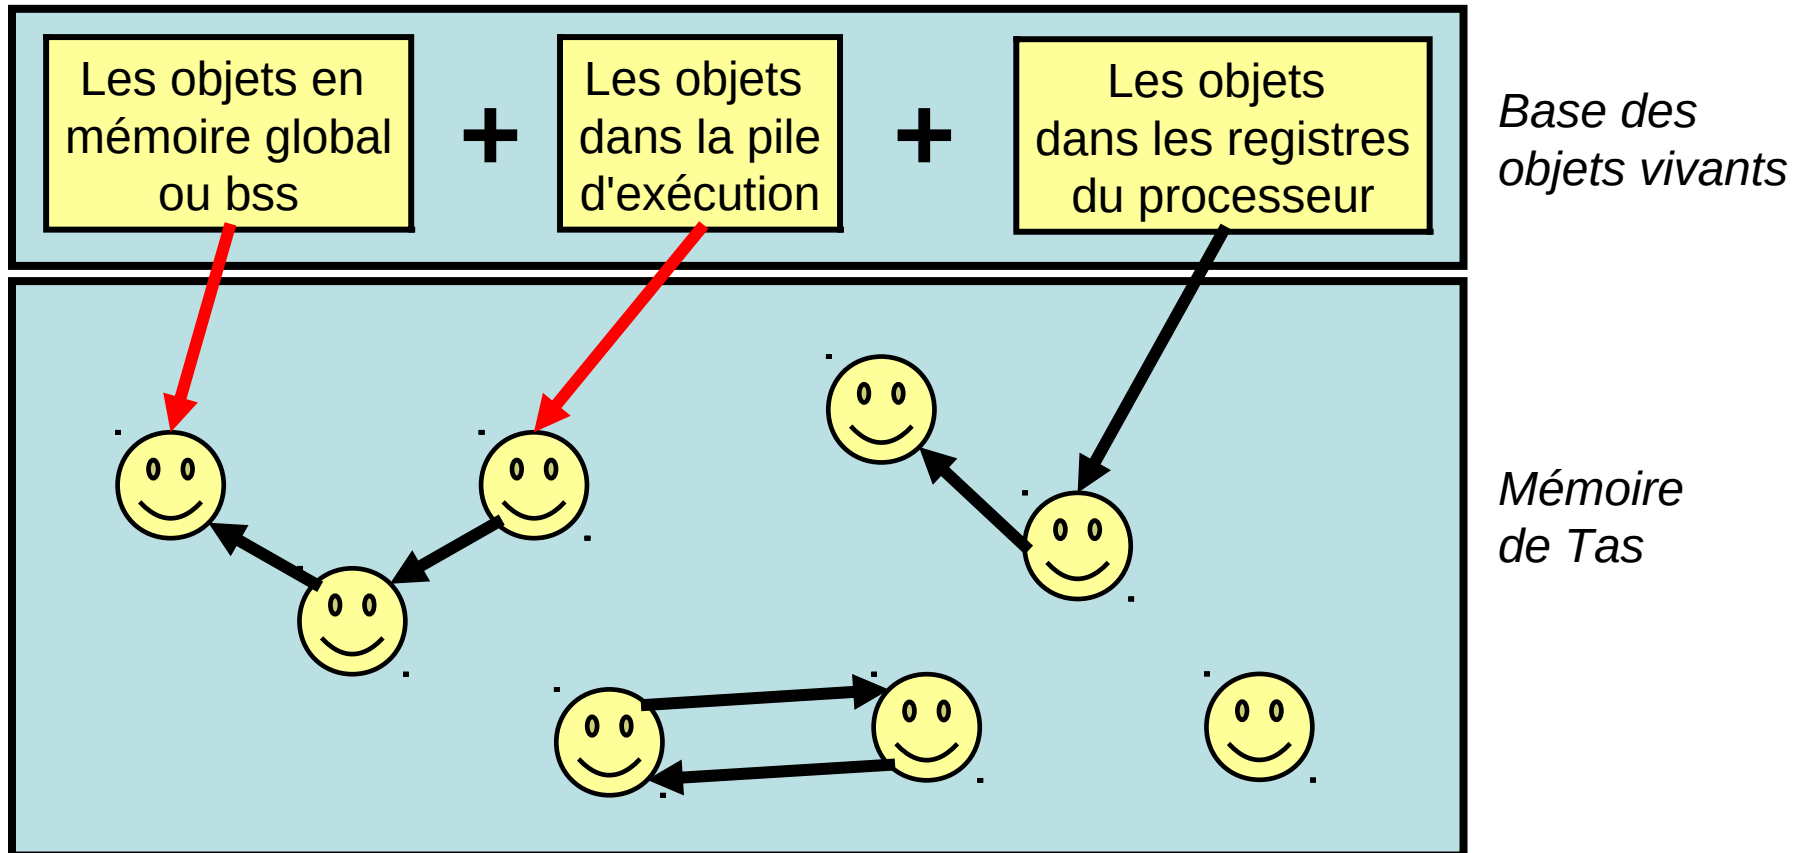 Les objets en
mémoire global
ou bss
+
Les objets
dans la pile
d'exécution
+
Les objets
dans les registres
du processeur
Base des
objets vivants
Mémoire
de Tas